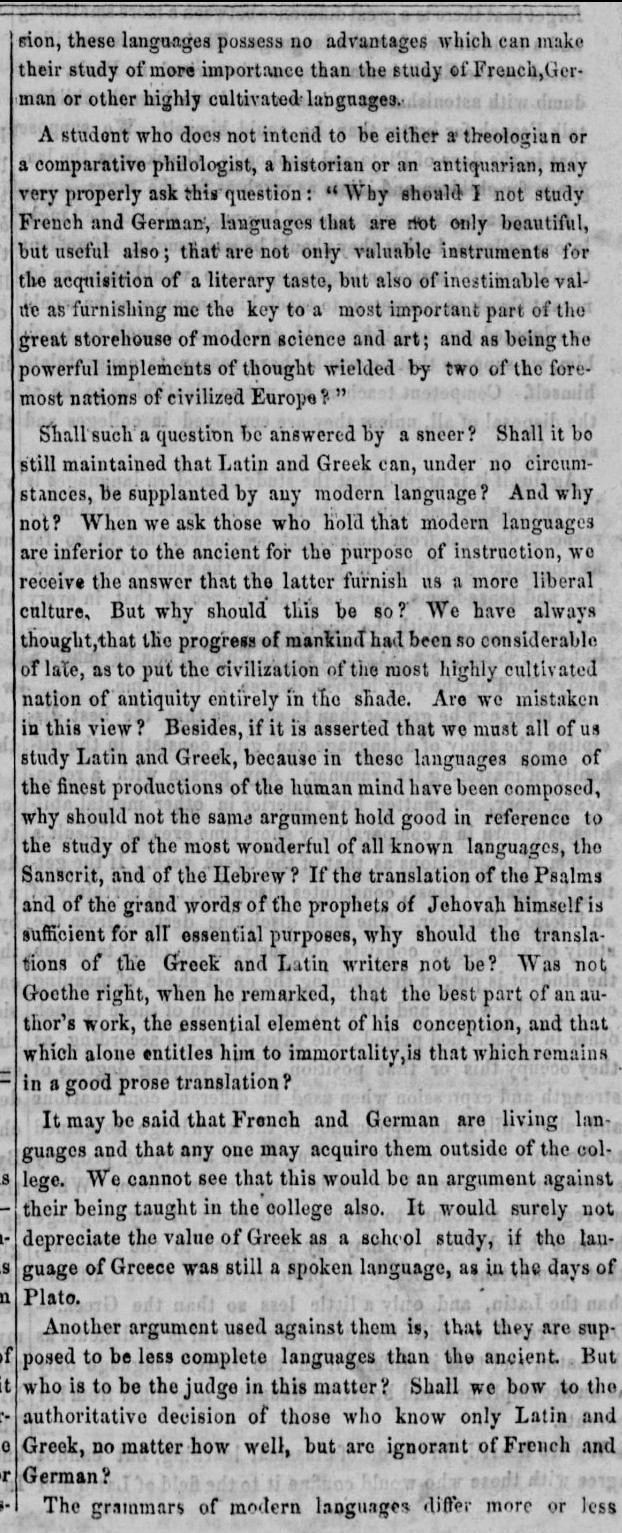 sion, these languages possess no advantages which can make
their study of more importance than the study of French,Ger-
man or other highly cultivated languages.
A student who does not intend to be either a theologian or
a comparative philologist, a historian or an antiquarian, may
very properly ask this question: “Why should I not study
French and German, languages that are not only beautiful,
but useful also; that are not only valuable instruments for
the acquisition of a literary taste, but also of inestimable val-
ue as furnishing me the key to a most important part of the
great storehouse of modern science and art; and as being the
powerful implements of thought wielded by two of the fore-
most nations of civilized Europe?”
Shall such a question be answered by a sneer? Shall it be
still maintained that Latin and Greek can, under no circum-
stances, be supplanted by any modern language? And why
not? When we ask those who hold that modern languages
are inferior to the ancient for the purpose of instruction, we
receive the answer that the latter furnish us a more liberal
culture. But why should this be so? We have always
thought,that the progress of mankind had been so considerable
of late, as to put the civilization of the most highly cultivated
nation of antiquity entirely in the shade. Are we mistaken
in this view? Besides, if it is asserted that we must all of us
study Latin and Greek, because in these languages some of
the finest productions of the human mind have been composed,
why should not the same argument hold good in reference to
the study of the most wonderful of all known languages, the
Sanscrit, and of the Hebrew? If the translation of the Psalms
and of the grand words of the prophets of Jehovah himself is
sufficient for all essential purposes, why should the transla-
tions of the Greek and Latin writers not be? Was not
Goethe right, when he remarked, that the best part of an au-
thor's work, the essential element of his conception, and that
which alone entitles him to immortality,is that which remains
in a good prose translation?
It may be said that French and German are living lan-
guages and that any one may acquire them outside of the col-
lege. We cannot see that this would be an argument against
their being taught in the college also. It would surely not
depreciate the value of Greek as a school study, if the lan-
guage of Greece was still a spoken language, as in the days of
Plato.
Another argument used against them is, that they are sup-
posed to be less complete languages than the ancient. But
who is to be the judge in this matter? Shall we bow to the
authoritative decision of those who know only Latin and
Greek, no matter how well, but are ignorant of French and
German?
The grammars of modern languages differ more or less